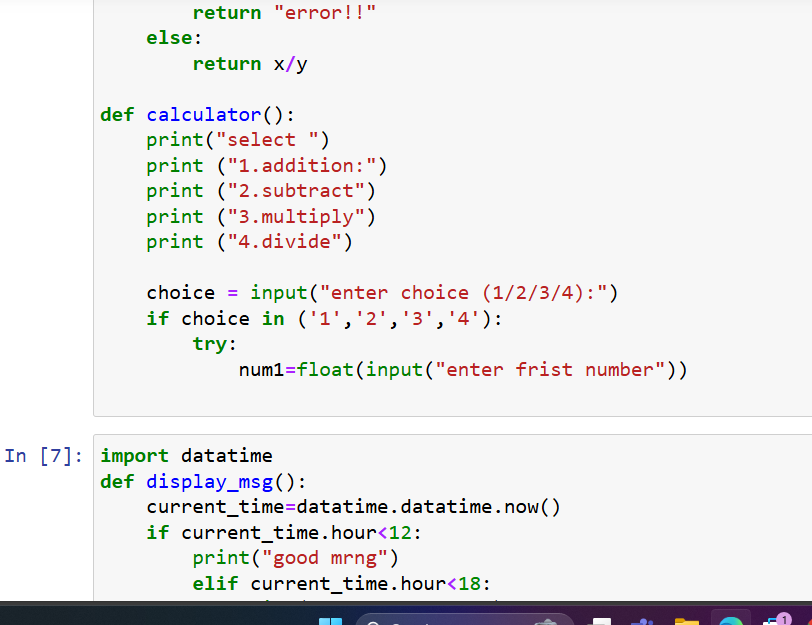 return "error!!"
    else:
        return x/y

def calculator():
    print("select ")
    print ("1.addition:")
    print ("2.subtract")
    print ("3.multiply")
    print ("4.divide")

    choice = input("enter choice (1/2/3/4):")
    if choice in ('1','2','3','4'):
        try:
            num1=float(input("enter frist number"))

In [7]: import datatime
def display_msg():
    current_time=datatime.datatime.now()
    if current_time.hour<12:
        print("good mrng")
        elif current_time.hour<18:
1